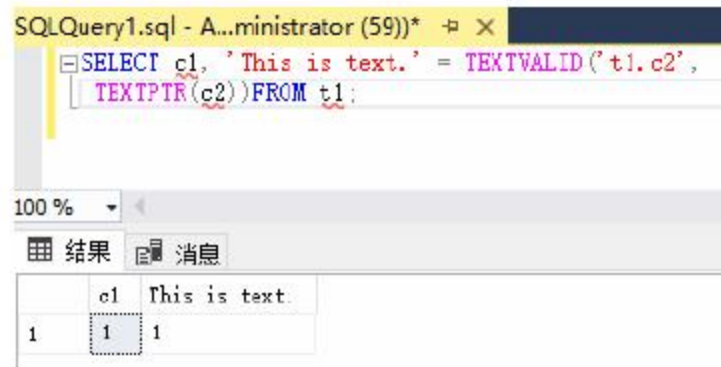 SQLQuery1.sql - A...ministrator (59))*
SELECT c1, 'This is text.' = TEXTVALID('t1.c2',
TEXTPTR(c2))FROM t1;
100 %
结果 消息
c1 This is text.
1 1 1